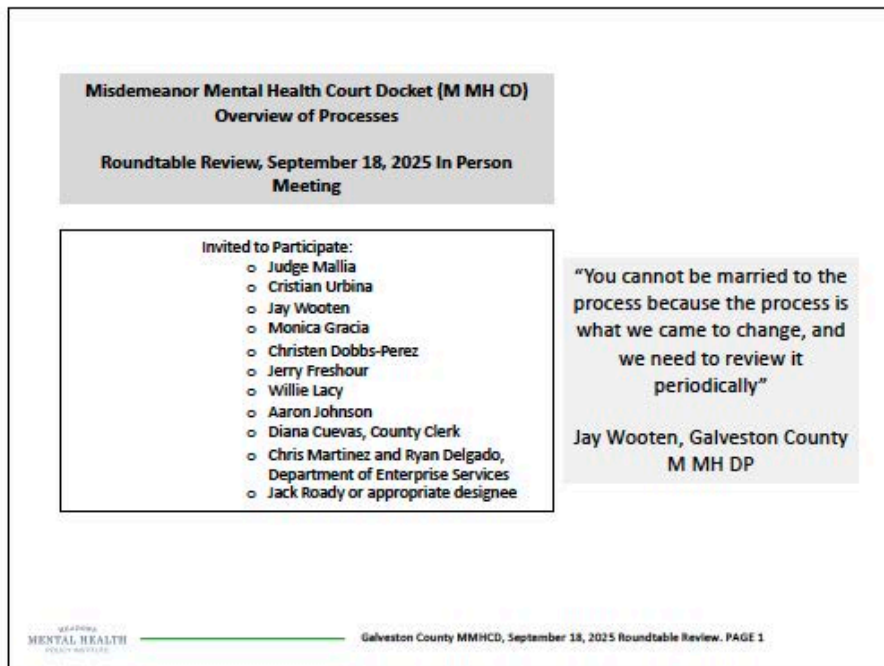 Misdemeanor Mental Health Court Docket (M MH CD)
Overview of Processes
Roundtable Review, September 18, 2025 In Person
Meeting
Invited to Participate:
o Judge Mallia
o Cristian Urbina
o Jay Wooten
o Monica Gracia
o Christen Dobbs-Perez
o Jerry Freshour
o Willie Lacy
o Aaron Johnson
o Diana Cuevas, County Clerk
o Chris Martinez and Ryan Delgado,
Department of Enterprise Services
o Jack Roady or appropriate designee
“You cannot be married to the
process because the process is
what we came to change, and
we need to review it
periodically”
Jay Wooten, Galveston County
M MH DP
MENTAL HEALTH
POLICY INSTITUTE
Galveston County MMHCD, September 18, 2025 Roundtable Review. PAGE 1